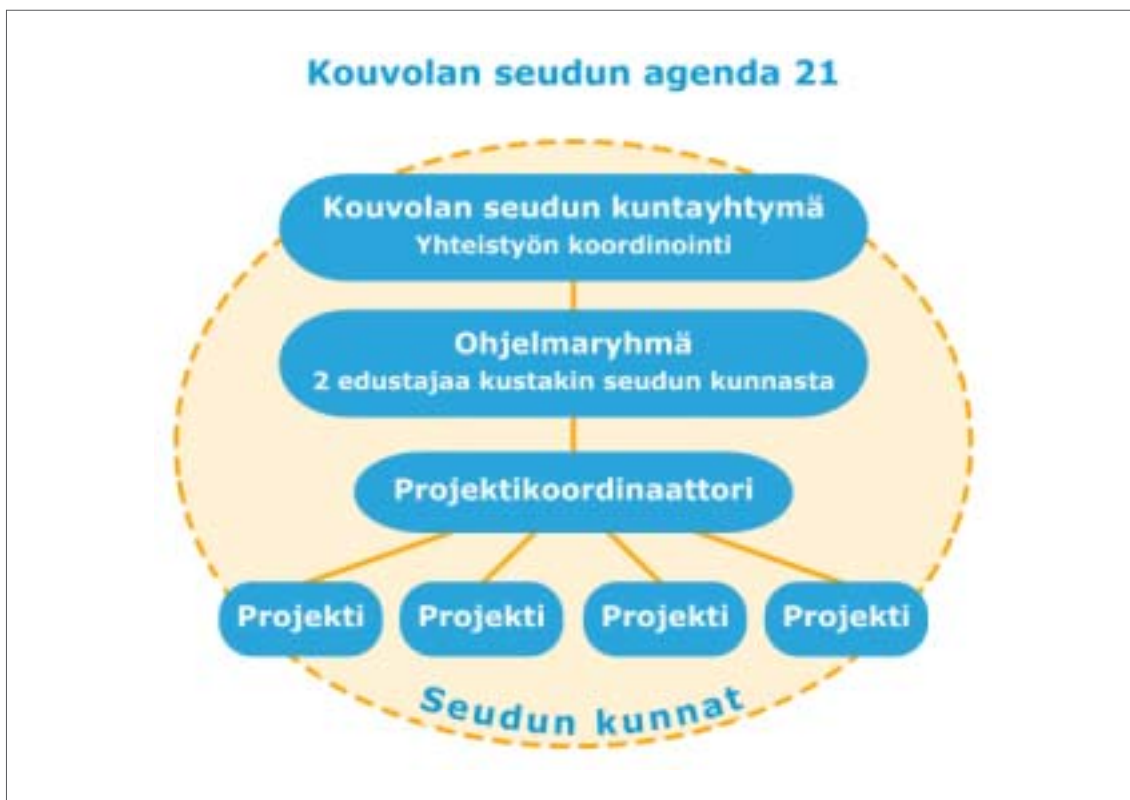 Kouvolan seudun agenda 21
Kouvolan seudun kuntayhtymä
Yhteistyön koordinointi
Ohjelmaryhmä
2 edustajaa kustakin seudun kunnasta
Projektikoordinaattori
Projekti Projekti Projekti Projekti
Seudun kunnat